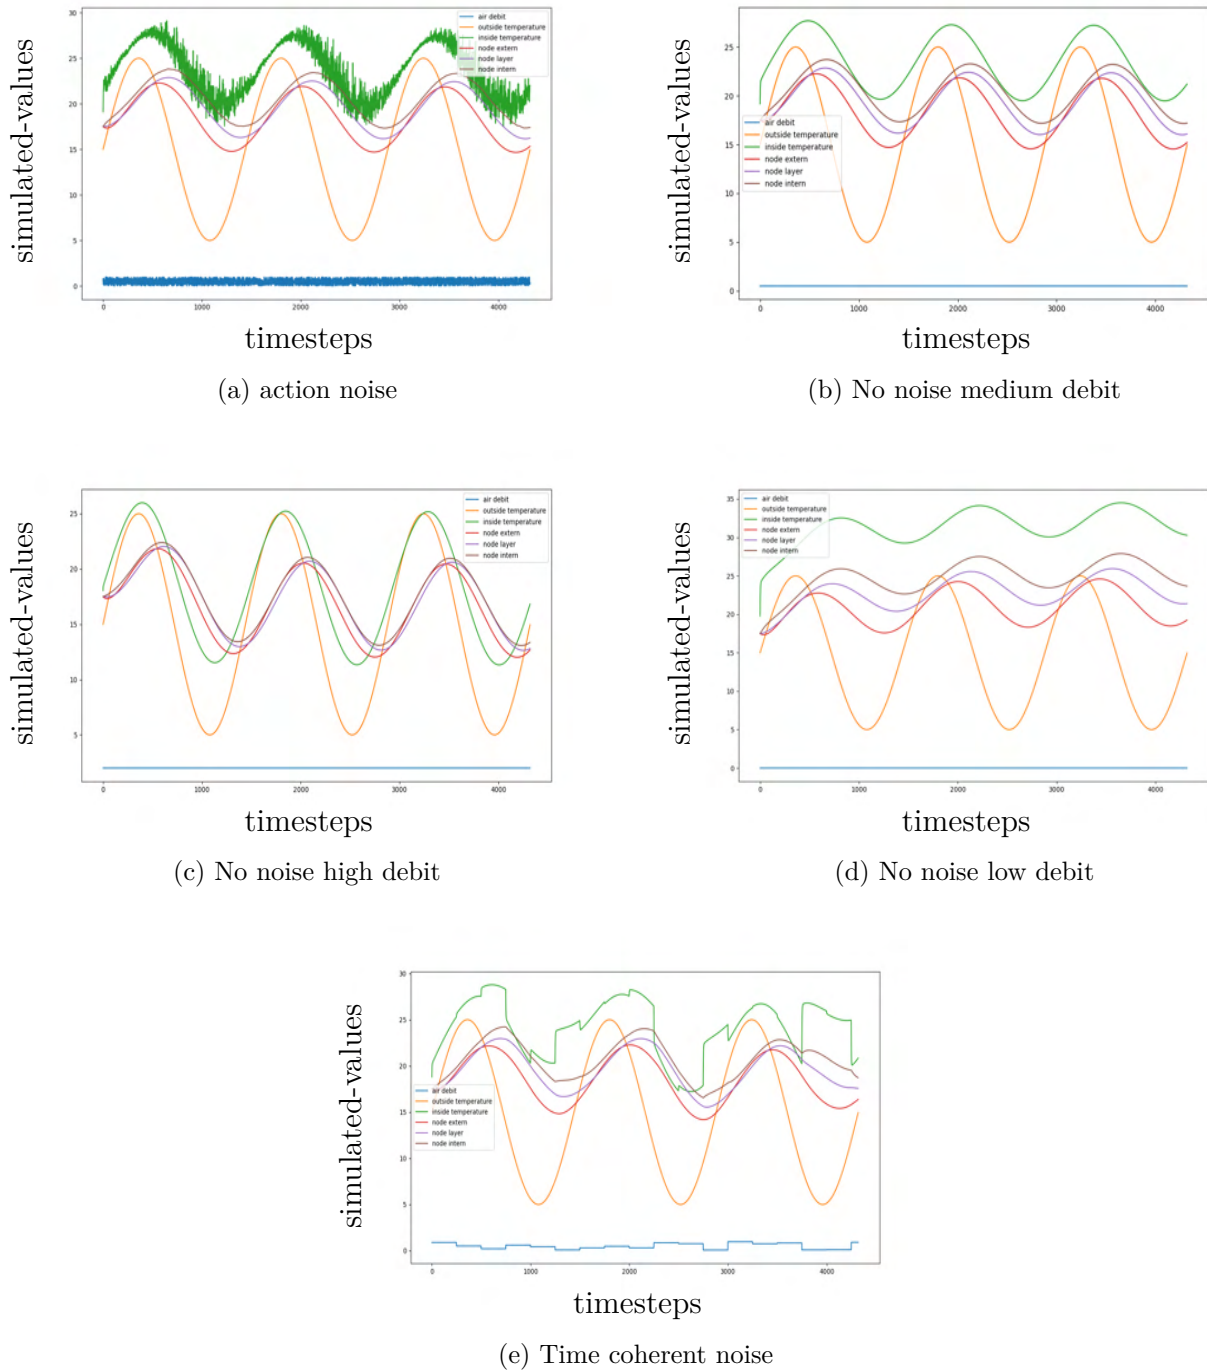 30
25
20
15
10
5
0
simulated-values
0 1000 2000 3000 4000
air debit
outside temperature
inside temperature
node extern
node layer
node intern
timesteps
(a) action noise
25
20
15
10
5
0
simulated-values
0 1000 2000 3000 4000
air debit
outside temperature
inside temperature
node extern
node layer
node intern
timesteps
(b) No noise medium debit
25
20
15
10
5
simulated-values
0 1000 2000 3000 4000
air debit
outside temperature
inside temperature
node extern
node layer
node intern
timesteps
(c) No noise high debit
35
30
25
20
15
10
5
0
simulated-values
0 1000 2000 3000 4000
air debit
outside temperature
inside temperature
node extern
node layer
node intern
timesteps
(d) No noise low debit
30
25
20
15
10
5
0
simulated-values
0 1000 2000 3000 4000
air debit
outside temperature
inside temperature
node extern
node layer
node intern
timesteps
(e) Time coherent noise